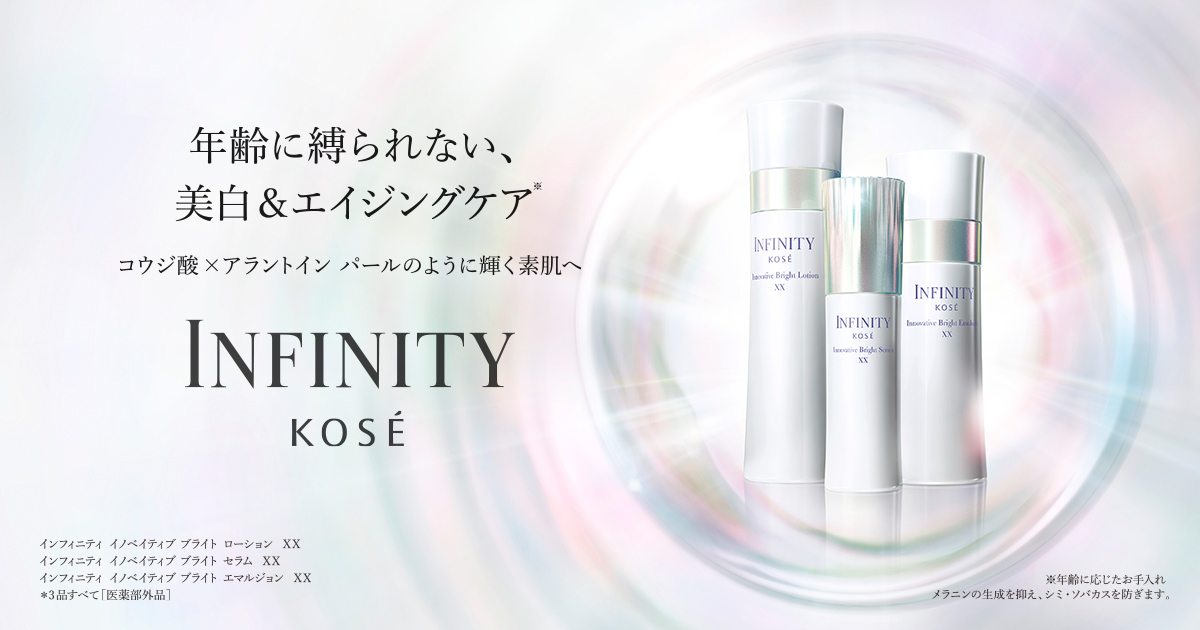 年齢に縛られない、
美白&エイジングケア※
コウジ酸×アラントイン パールのように輝く素肌へ
INFINITY
KOSÉ
INFINITY
KOSÉ
Innovative Bright Lotion
XX
INFINITY
KOSÉ
Innovative Bright Serum
XX
INFINITY
KOSÉ
Innovative Bright
XX
インフィニティ イノベイティブ ブライト ローション XX
インフィニティ イノベイティブ ブライト セラム XX
インフィニティ イノベイティブ ブライト エマルジョン XX
*3品すべて[医薬部外品]
※年齢に応じたお手入れ
メラニンの生成を抑え、シミ・ソバカスを防ぎます。